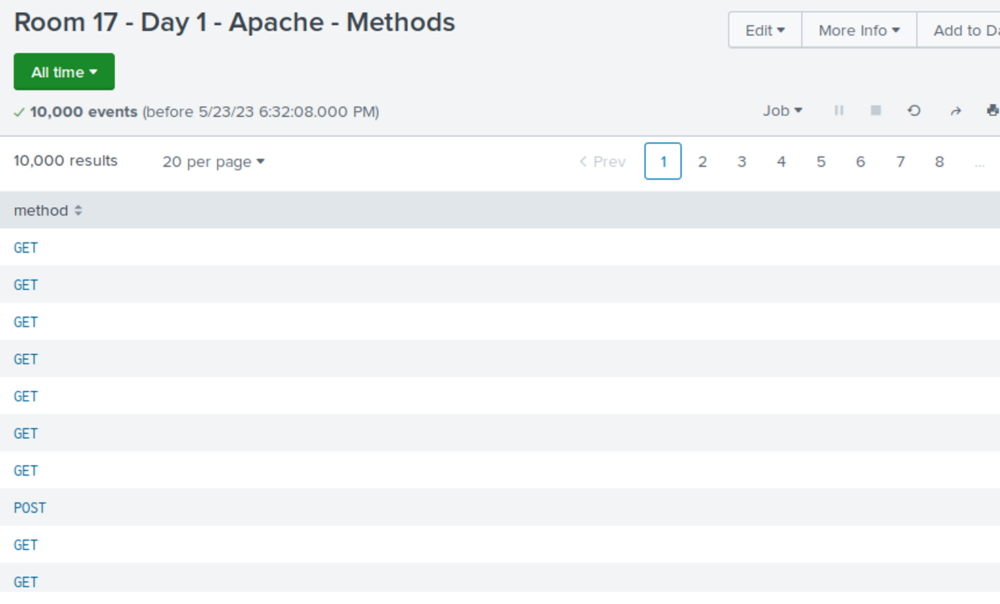 Room 17 - Day 1 - Apache - Methods
Edit More Info Add to Da
All time
10,000 events (before 5/23/23 6:32:08.000 PM)
Job
10,000 results 20 per page Prev 1 2 3 4 5 6 7 8 ...
method
GET
GET
GET
GET
GET
GET
GET
POST
GET
GET